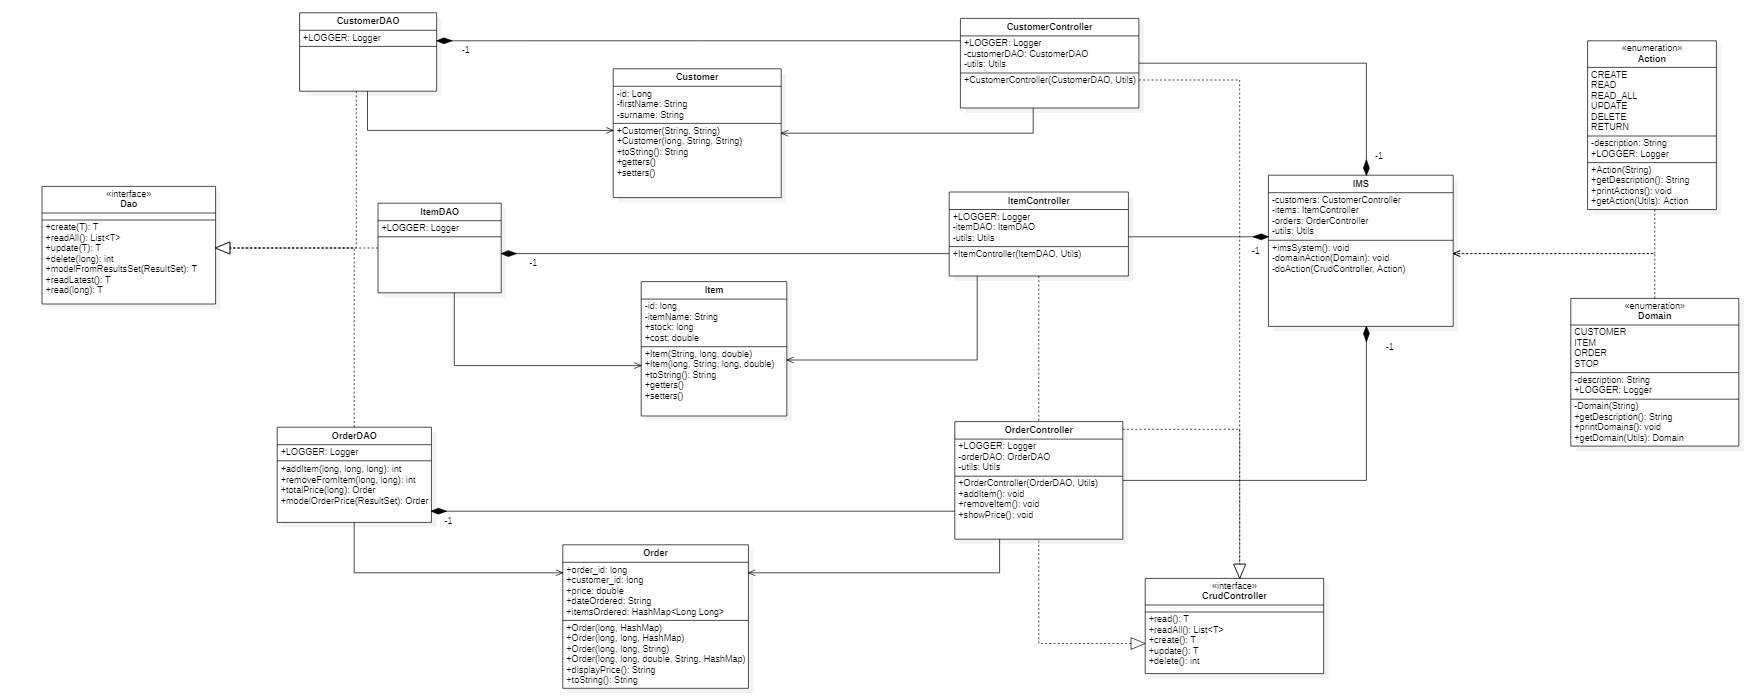 CustomerDAO
+LOGGER: Logger
-1
CustomerController
+LOGGER: Logger
-customerDAO: CustomerDAO
-utils: Utils
+CustomerController(CustomerDAO, Utils)
«enumeration»
Action
CREATE
READ
READ_ALL
UPDATE
DELETE
RETURN
-description: String
+LOGGER: Logger
+Action(String)
+getDescription(): String
+printActions(): void
+getAction(Utils): Action
Customer
-id: Long
-firstName: String
-surname: String
+Customer(String, String)
+Customer(long, String, String)
+toString(): String
+getters()
+setters()
-1
IMS
-customers: CustomerController
-items: ItemController
-orders: OrderController
-utils: Utils
+imsSystem(): void
-domainAction(Domain): void
-doAction(CrudController, Action)
-1
-1
«interface»
Dao
+create(T): T
+readAll(): List<T>
+update(T): T
+delete(long): int
+modelFromResultsSet(ResultSet): T
+readLatest(): T
+read(long): T
ItemDAO
+LOGGER: Logger
-1
ItemController
+LOGGER: Logger
-itemDAO: ItemDAO
-utils: Utils
+ItemController(ItemDAO, Utils)
Item
-id: long
-itemName: String
+stock: long
+cost: double
+Item(String, long, double)
+Item(long, String, long, double)
+toString(): String
+getters()
+setters()
«enumeration»
Domain
CUSTOMER
ITEM
ORDER
STOP
-description: String
+LOGGER: Logger
-Domain(String)
+getDescription(): String
+printDomains(): void
+getDomain(Utils): Domain
OrderDAO
+LOGGER: Logger
+addItem(long, long, long): int
+removeFromItem(long, long): int
+totalPrice(long): Order
+modelOrderPrice(ResultSet): Order
-1
OrderController
+LOGGER: Logger
-orderDAO: OrderDAO
-utils: Utils
+OrderController(OrderDAO, Utils)
+addItem(): void
+removeItem(): void
+showPrice(): void
Order
+order_id: long
+customer_id: long
+price: double
+dateOrdered: String
+itemsOrdered: HashMap<Long Long>
+Order(long, HashMap)
+Order(long, long, HashMap)
+Order(long, long, String)
+Order(long, long, double, String, HashMap)
+displayPrice(): String
+toString(): String
«interface»
CrudController
+read(): T
+readAll(): List<T>
+create(): T
+update(): T
+delete(): int